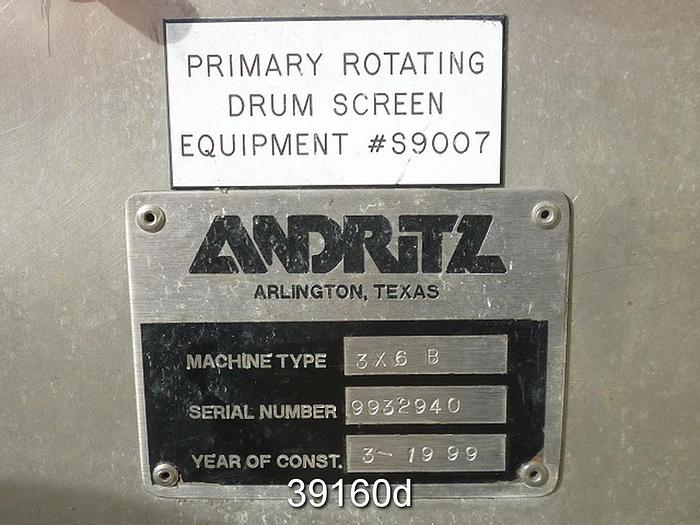 PRIMARY ROTATING
DRUM SCREEN
EQUIPMENT #S9007
ANDRITZ
ARLINGTON, TEXAS
MACHINE TYPE 3X6 B
SERIAL NUMBER 9932940
YEAR OF CONST. 3-1999
39160d